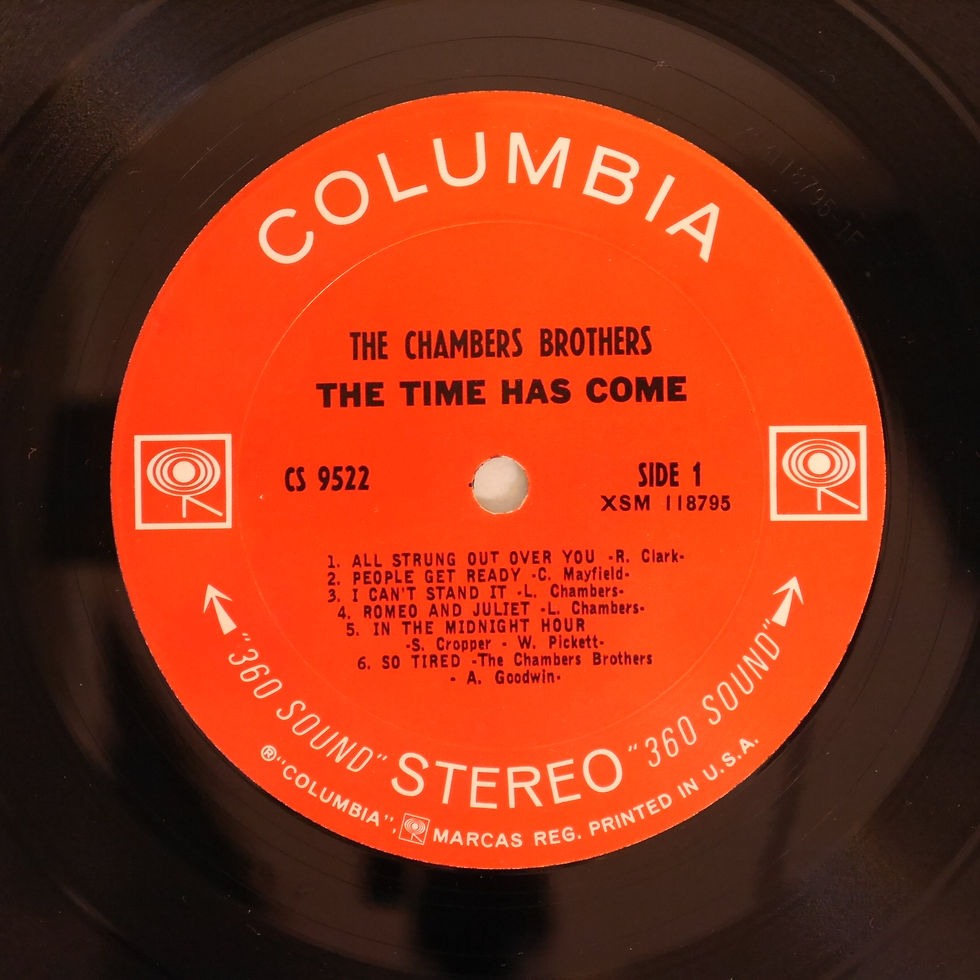 COLUMBIA
THE CHAMBERS BROTHERS
THE TIME HAS COME
CS 9522
SIDE 1
XSM 118795
1. ALL STRUNG OUT OVER YOU -R. Clark-
2. PEOPLE GET READY -C. Mayfield-
3. I CAN'T STAND IT -L. Chambers-
4. ROMEO AND JULIET -L. Chambers-
5. IN THE MIDNIGHT HOUR
-S. Cropper - W. Pickett-
6. SO TIRED -The Chambers Brothers
- A. Goodwin-
"360 SOUND" STEREO "360 SOUND"
® "COLUMBIA", MARCAS REG. PRINTED IN U.S.A.